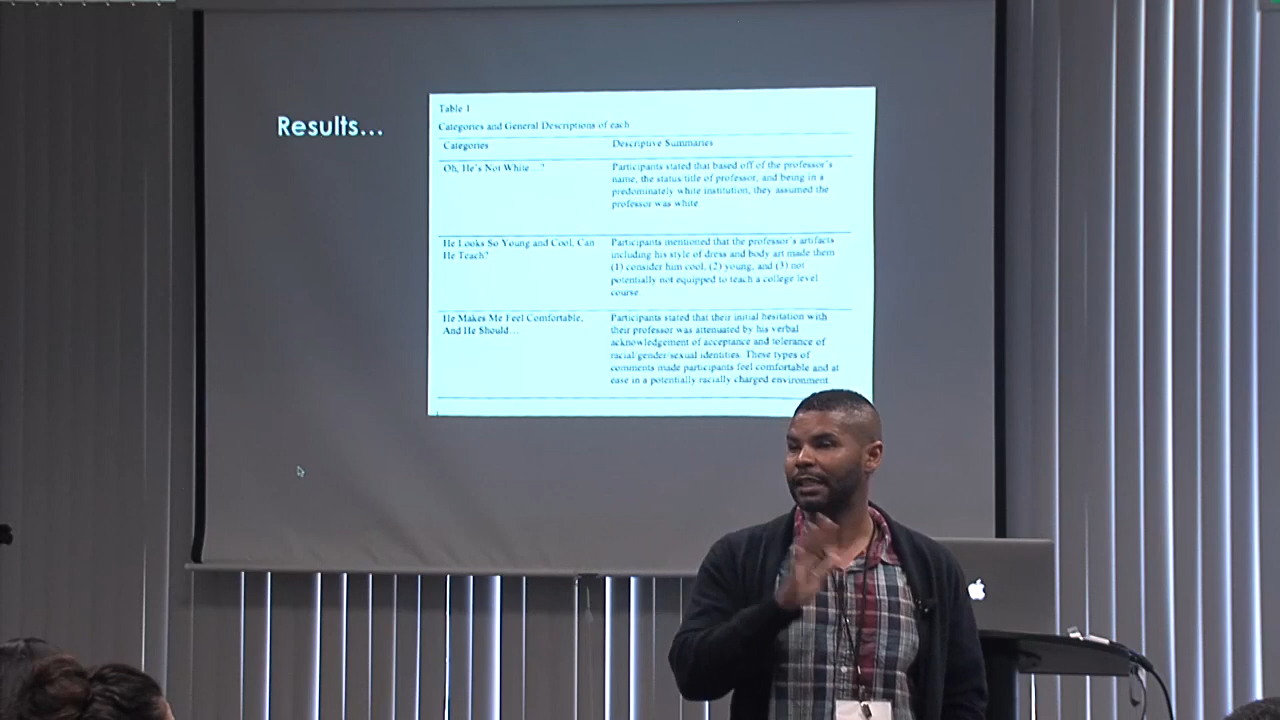 Results...
Table 1
Categories and General Descriptions of each
Categories
Descriptive Summaries
Oh, He's Not White...?
Participants stated that based off of the professor's
name, the status/title of professor, and being in a
predominately white institution, they assumed the
professor was white.
He Looks So Young and Cool, Can
He Teach?
Participants mentioned that the professor's artifacts
including his style of dress and body art made them
(1) consider him cool, (2) young, and (3) not
potentially not equipped to teach a college level
course.
He Makes Me Feel Comfortable,
And He Should...
Participants stated that their initial hesitation with
their professor was attenuated by his verbal
acknowledgement of acceptance and tolerance of
racial/gender/sexual identities. These types of
comments made participants feel comfortable and at
ease in a potentially racially charged environment.